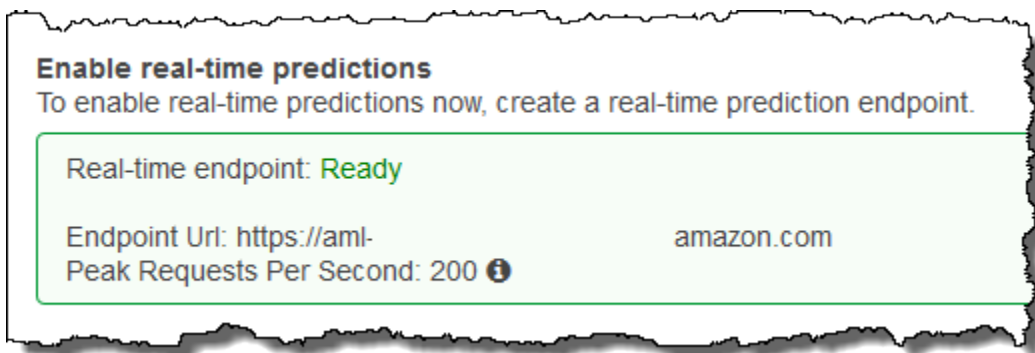 Enable real-time predictions
To enable real-time predictions now, create a real-time prediction endpoint.
Real-time endpoint: Ready
Endpoint Url: https://aml- amazon.com
Peak Requests Per Second: 200